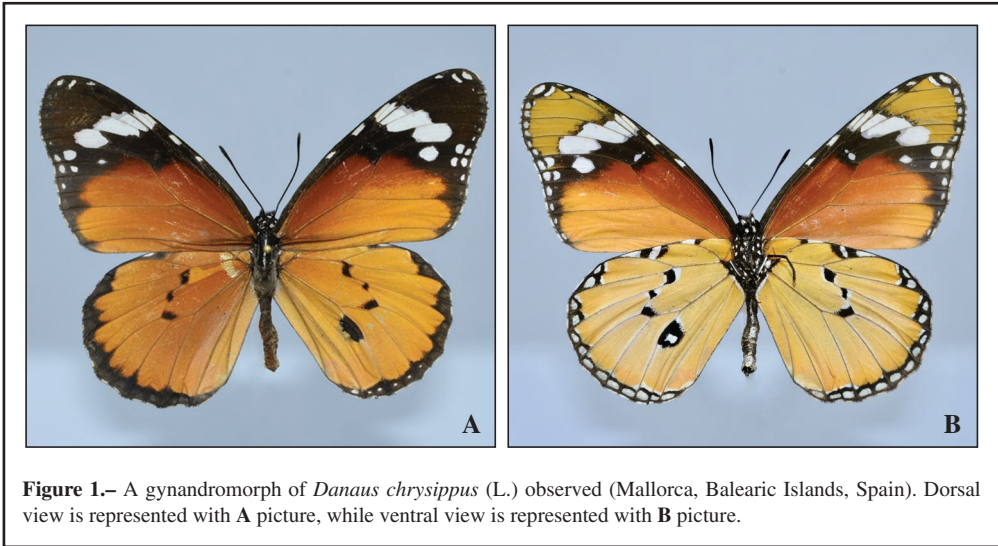 A
B
Figure 1.– A gynandromorph of Danaus chrysippus (L.) observed (Mallorca, Balearic Islands, Spain). Dorsal
view is represented with A picture, while ventral view is represented with B picture.